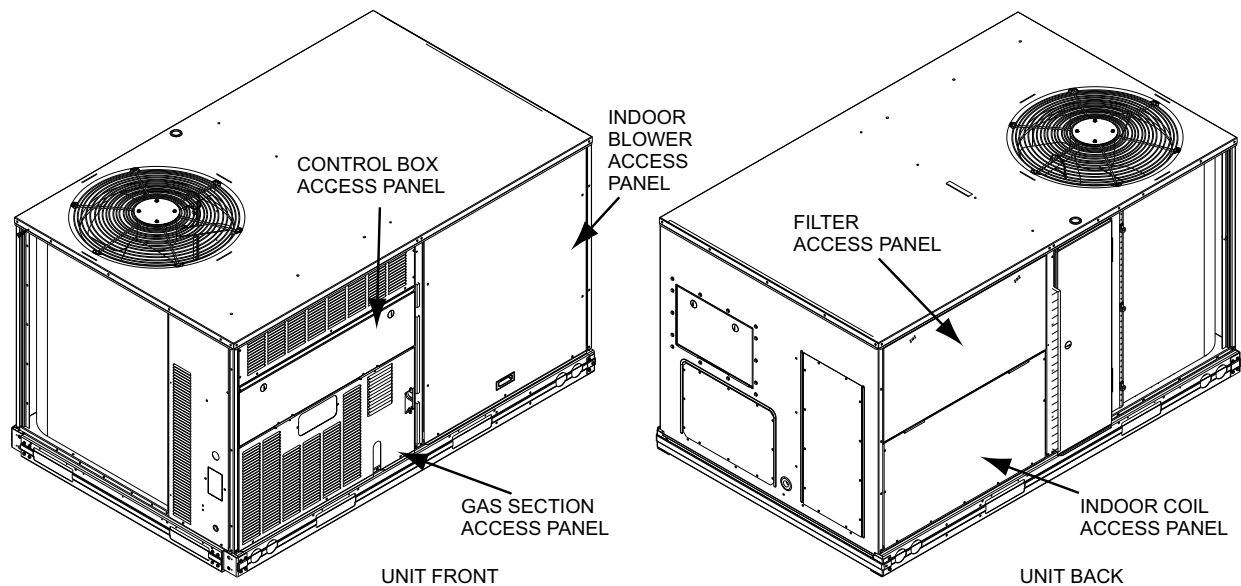 CONTROL BOX
ACCESS PANEL
INDOOR
BLOWER
ACCESS
PANEL
GAS SECTION
ACCESS PANEL
UNIT FRONT
FILTER
ACCESS PANEL
INDOOR COIL
ACCESS PANEL
UNIT BACK